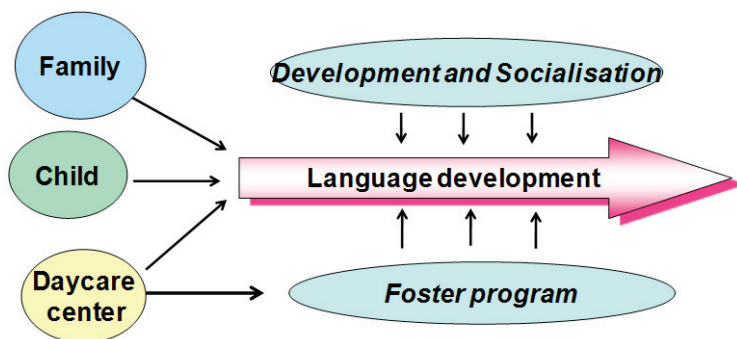 Family
Development and Socialisation
Child
Language development
Daycare
center
Foster program